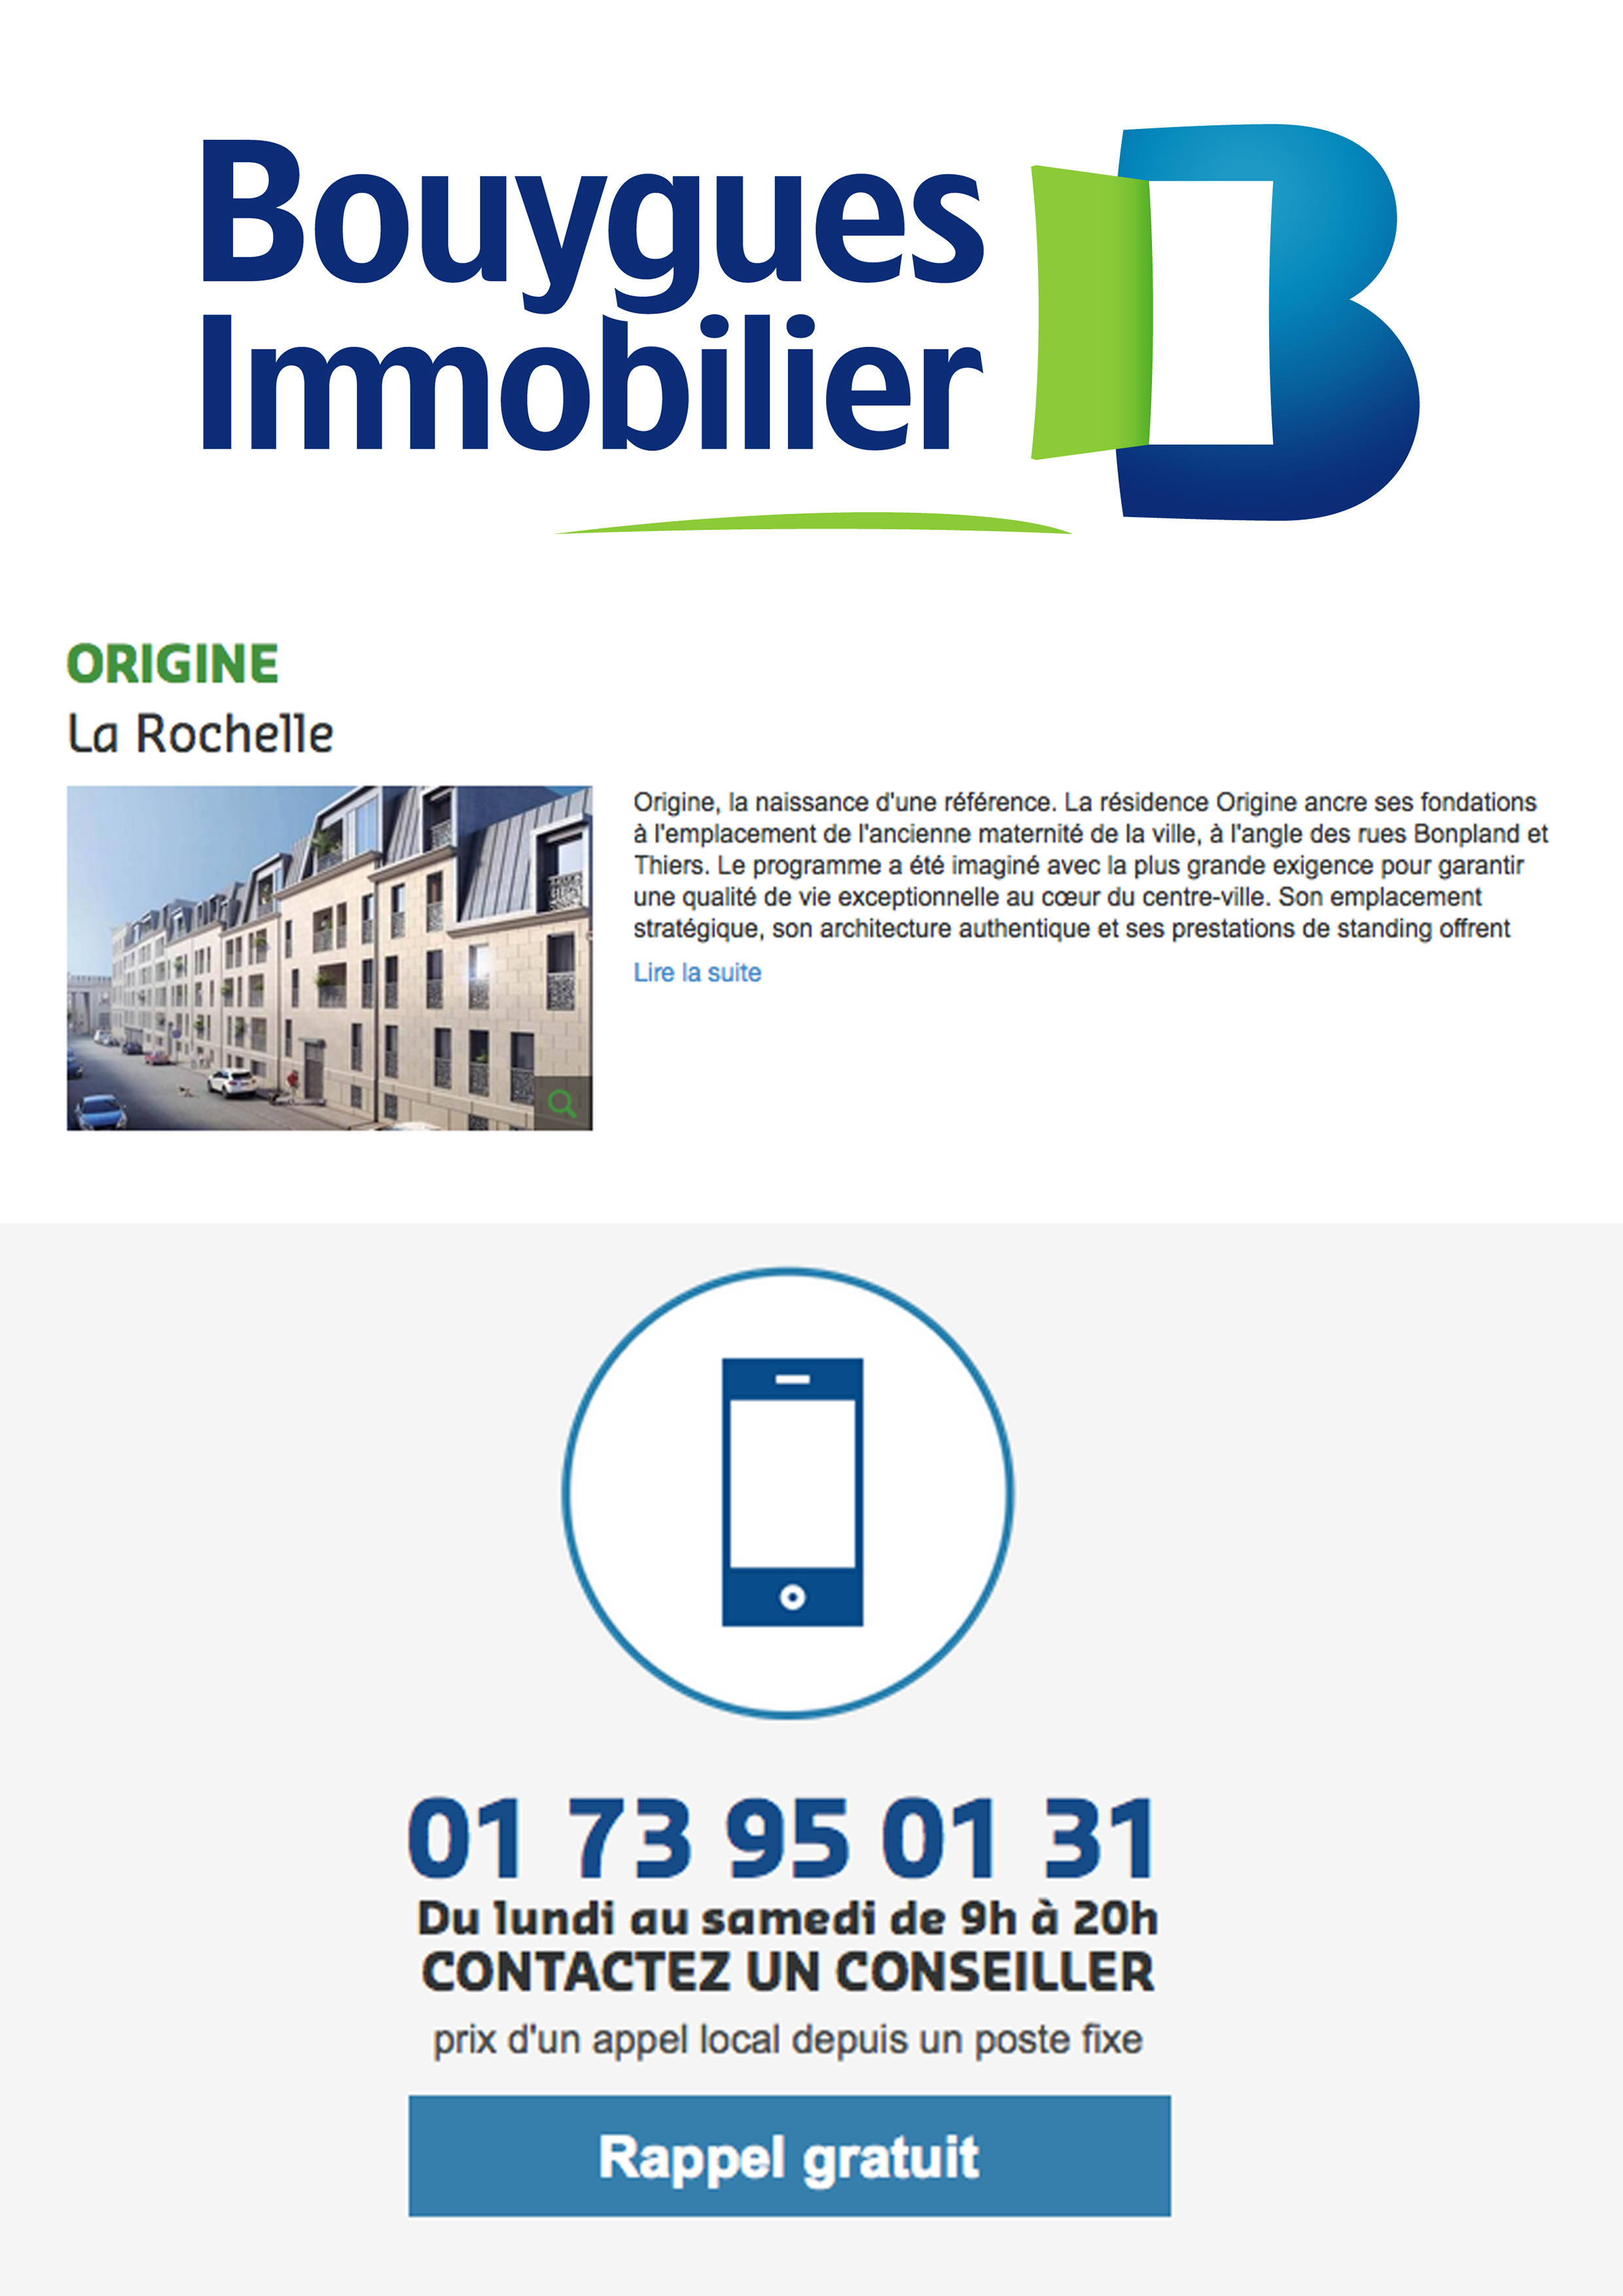 Bouygues
Immobilier
ORIGINE
La Rochelle
Origine, la naissance d'une référence. La résidence Origine ancre ses fondations
à l'emplacement de l'ancienne maternité de la ville, à l'angle des rues Bonpland et
Thiers. Le programme a été imaginé avec la plus grande exigence pour garantir
une qualité de vie exceptionnelle au cœur du centre-ville. Son emplacement
stratégique, son architecture authentique et ses prestations de standing offrent
Lire la suite
01 73 95 01 31
Du lundi au samedi de 9h à 20h
CONTACTEZ UN CONSEILLER
prix d'un appel local depuis un poste fixe
Rappel gratuit